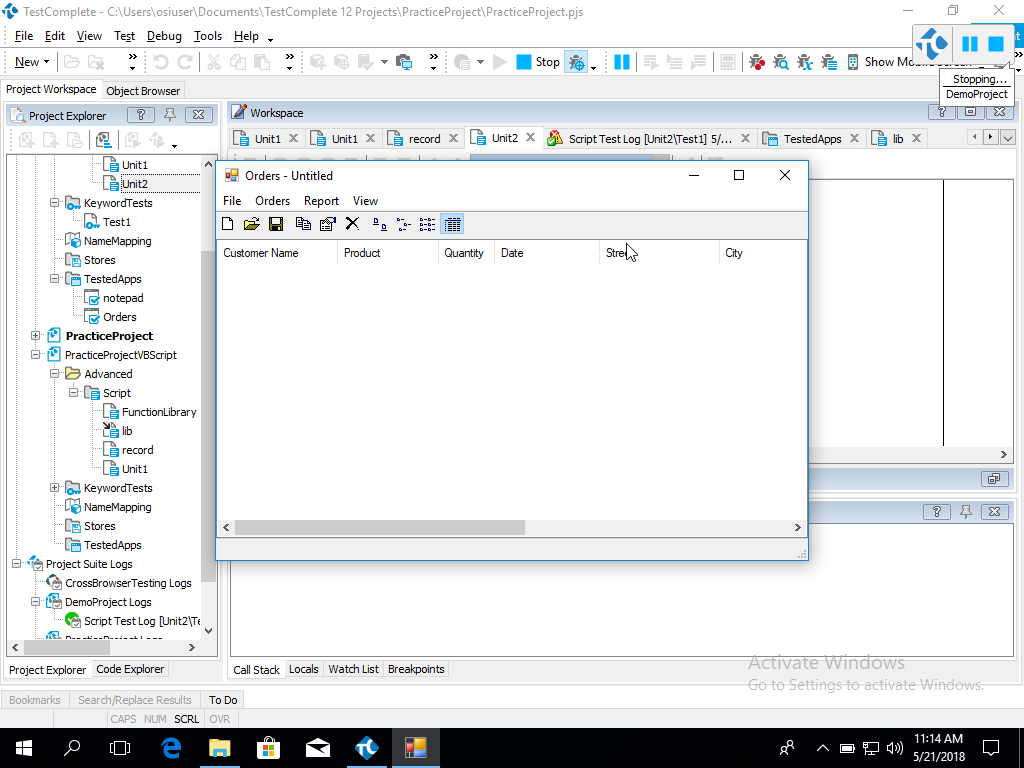 TestComplete - C:\Users\osiuser\Documents\TestComplete 12 Projects\PracticeProject\PracticeProject.pjs
File Edit View Test Debug Tools Help
New
Stop
Stopping...
DemoProject
Project Workspace
Object Browser
Project Explorer
Workspace
Unit1
Unit1
record
Unit2
Script Test Log [Unit2\Test1] 5/...
TestedApps
lib
Unit1
Unit2
KeywordTests
Test1
NameMapping
Stores
TestedApps
notepad
Orders
PracticeProject
PracticeProjectVBScript
Advanced
Script
FunctionLibrary
lib
record
Unit1
KeywordTests
NameMapping
Stores
TestedApps
Project Suite Logs
CrossBrowserTesting Logs
DemoProject Logs
Script Test Log [Unit2\Te
Orders - Untitled
File Orders Report View
Customer Name Product Quantity Date City
Project Explorer
Code Explorer
Call Stack Locals Watch List Breakpoints
Activate Windows
Go to Settings to activate Windows.
Bookmarks Search/Replace Results To Do
CAPS NUM SCRL OVR
11:14 AM
5/21/2018